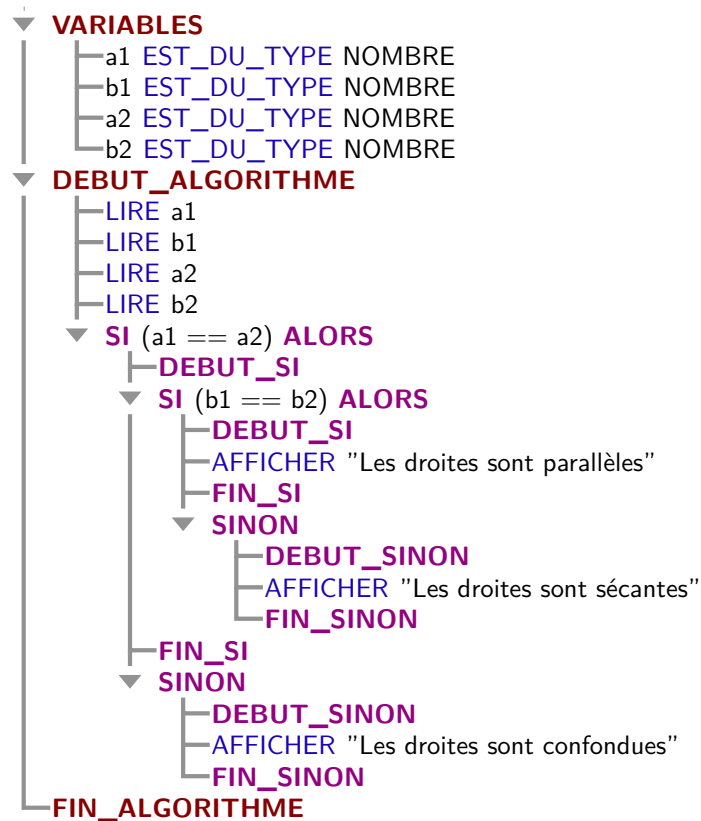 VARIABLES
a1 EST_DU_TYPE NOMBRE
b1 EST_DU_TYPE NOMBRE
a2 EST_DU_TYPE NOMBRE
b2 EST_DU_TYPE NOMBRE
DEBUT_ALGORITHME
LIRE a1
LIRE b1
LIRE a2
LIRE b2
SI (a1 == a2) ALORS
DEBUT_SI
SI (b1 == b2) ALORS
DEBUT_SI
AFFICHER ”Les droites sont parallèles”
FIN_SI
SINON
DEBUT_SINON
AFFICHER ”Les droites sont sécantes”
FIN_SINON
FIN_SI
SINON
DEBUT_SINON
AFFICHER ”Les droites sont confondues”
FIN_SINON
FIN_ALGORITHME